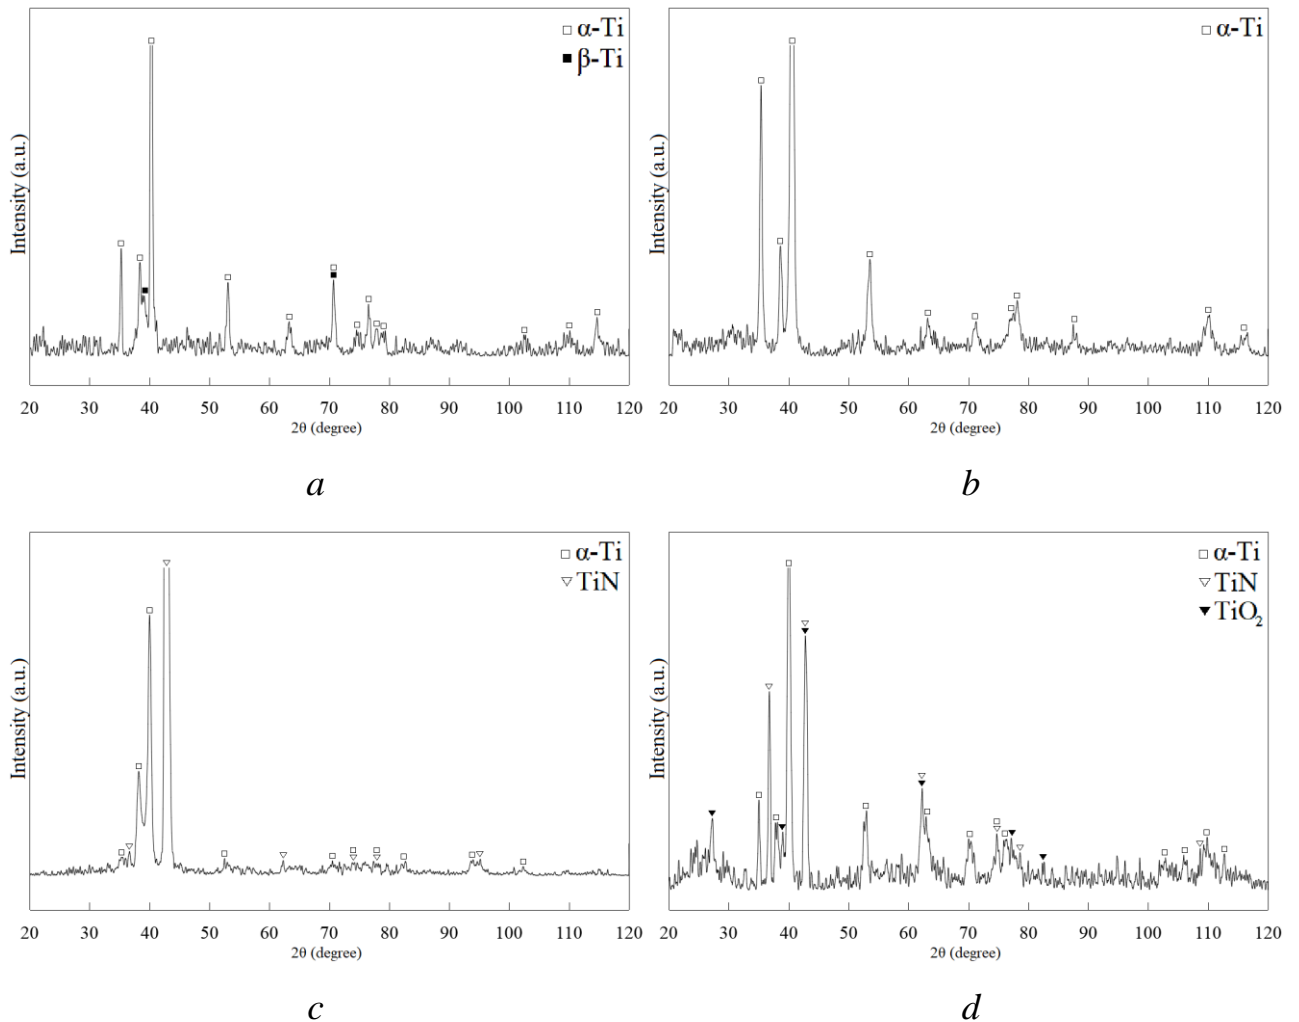 □ α-Ti
■ β-Ti
Intensity (a.u.)
20 30 40 50 60 70 80 90 100 110 120
2θ (degree)
a
□ α-Ti
Intensity (a.u.)
20 30 40 50 60 70 80 90 100 110 120
2θ (degree)
b
□ α-Ti
▽ TiN
Intensity (a.u.)
20 30 40 50 60 70 80 90 100 110 120
2θ (degree)
c
□ α-Ti
▽ TiN
▼ TiO₂
Intensity (a.u.)
20 30 40 50 60 70 80 90 100 110 120
2θ (degree)
d